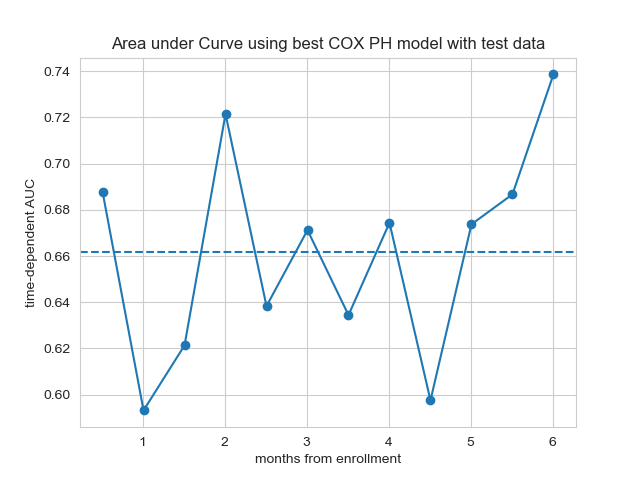 Area under Curve using best COX PH model with test data
time-dependent AUC
0.74
0.72
0.70
0.68
0.66
0.64
0.62
0.60
1 2 3 4 5 6
months from enrollment